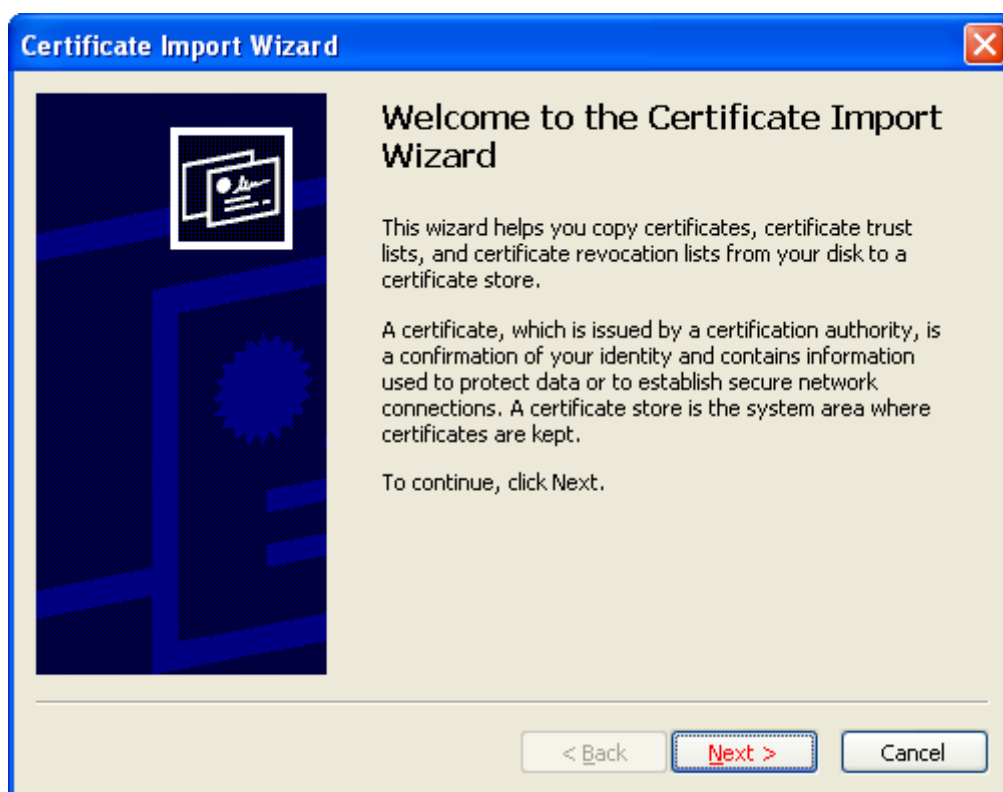 Certificate Import Wizard
Welcome to the Certificate Import
Wizard
This wizard helps you copy certificates, certificate trust
lists, and certificate revocation lists from your disk to a
certificate store.
A certificate, which is issued by a certification authority, is
a confirmation of your identity and contains information
used to protect data or to establish secure network
connections. A certificate store is the system area where
certificates are kept.
To continue, click Next.
< Back Next > Cancel